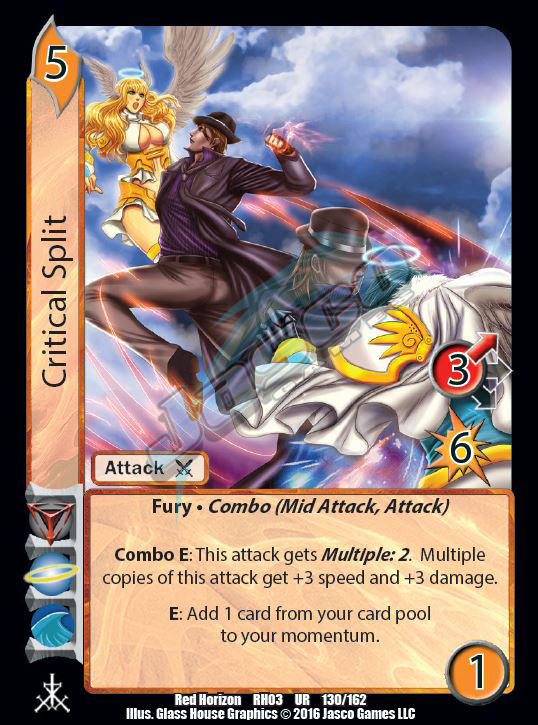 5
Critical Split
3
6
Attack
Fury • Combo (Mid Attack, Attack)
Combo E: This attack gets Multiple: 2. Multiple
copies of this attack get +3 speed and +3 damage.
E: Add 1 card from your card pool
to your momentum.
1
Red Horizon RH03 UR 130/162
Illus. Glass House Graphics © 2016 Jasco Games LLC